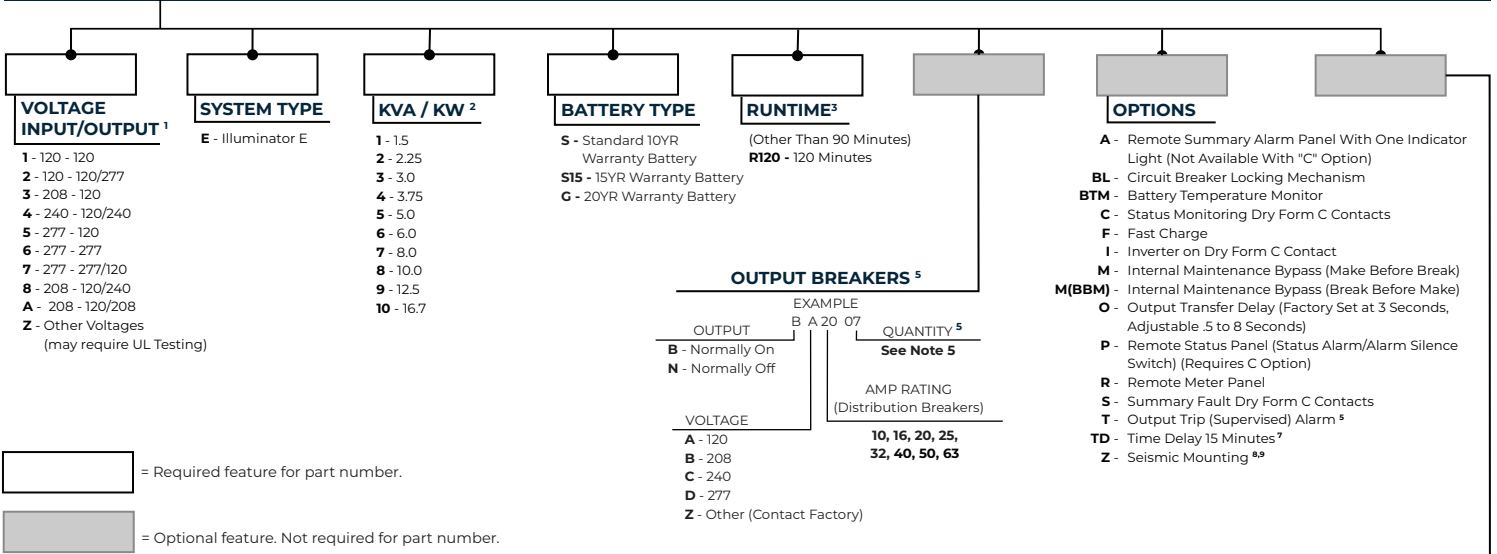 VOLTAGE
INPUT/OUTPUT 1
1 - 120 - 120
2 - 120 - 120/277
3 - 208 - 120
4 - 240 - 120/240
5 - 277 - 120
6 - 277 - 277
7 - 277 - 277/120
8 - 208 - 120/240
A - 208 - 120/208
Z - Other Voltages
(may require UL Testing)
SYSTEM TYPE
E - Illuminator E
KVA / KW 2
1 - 1.5
2 - 2.25
3 - 3.0
4 - 3.75
5 - 5.0
6 - 6.0
7 - 8.0
8 - 10.0
9 - 12.5
10 - 16.7
BATTERY TYPE
S - Standard 10YR
Warranty Battery
S15 - 15YR Warranty Battery
G - 20YR Warranty Battery
RUNTIME3
(Other Than 90 Minutes)
R120 - 120 Minutes
OUTPUT BREAKERS 5
EXAMPLE
B A 20 07
OUTPUT
B - Normally On
N - Normally Off
QUANTITY 5
See Note 5
VOLTAGE
A - 120
B - 208
C - 240
D - 277
Z - Other (Contact Factory)
AMP RATING
(Distribution Breakers)
10, 16, 20, 25,
32, 40, 50, 63
OPTIONS
A - Remote Summary Alarm Panel With One Indicator
Light (Not Available With "C" Option)
BL - Circuit Breaker Locking Mechanism
BTM - Battery Temperature Monitor
C - Status Monitoring Dry Form C Contacts
F - Fast Charge
I - Inverter on Dry Form C Contact
M - Internal Maintenance Bypass (Make Before Break)
M(BBM) - Internal Maintenance Bypass (Break Before Make)
O - Output Transfer Delay (Factory Set at 3 Seconds,
Adjustable .5 to 8 Seconds)
P - Remote Status Panel (Status Alarm/Alarm Silence
Switch) (Requires C Option)
R - Remote Meter Panel
S - Summary Fault Dry Form C Contacts
T - Output Trip (Supervised) Alarm 5
TD - Time Delay 15 Minutes 7
Z - Seismic Mounting 8,9
= Required feature for part number.
= Optional feature. Not required for part number.